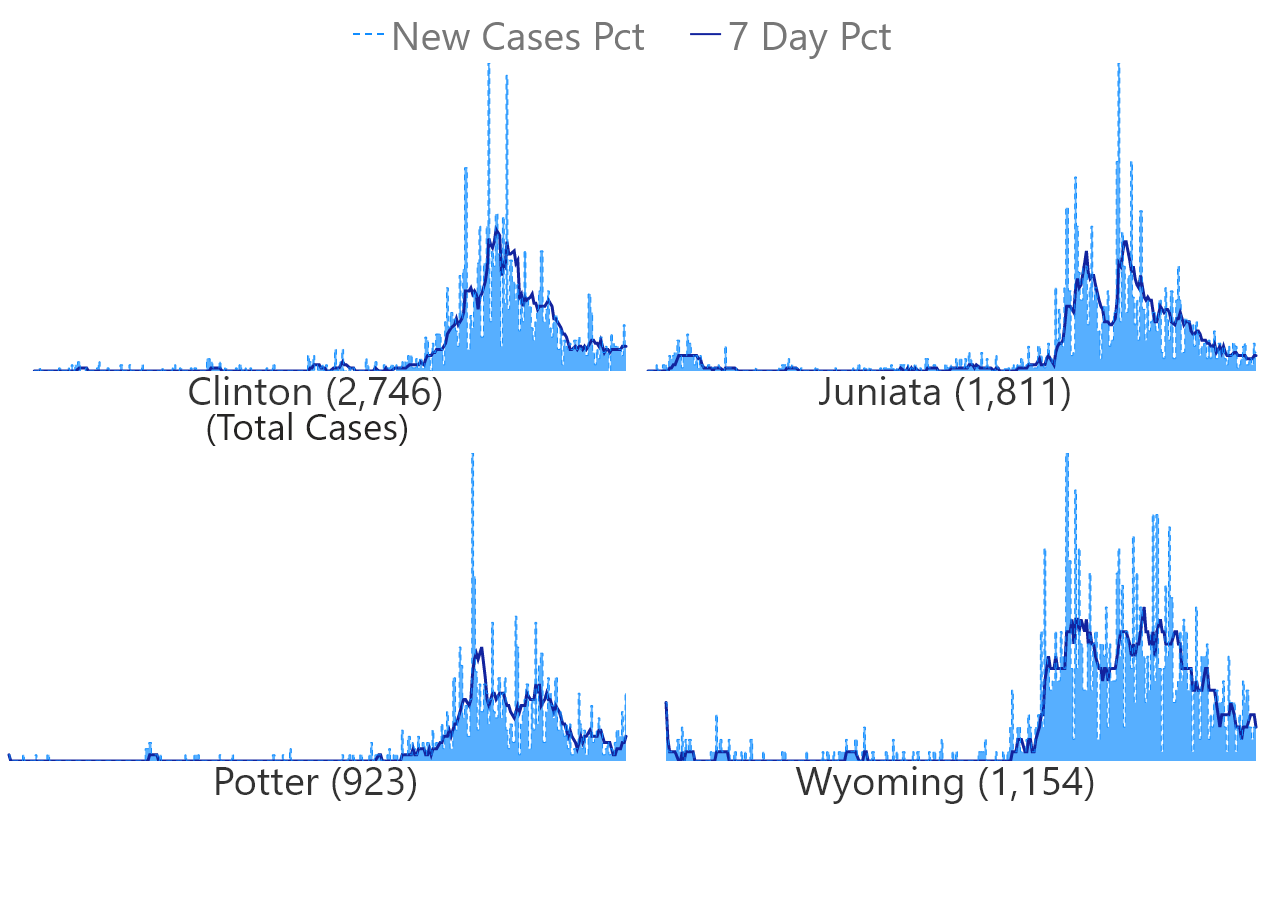 New Cases Pct 7 Day Pct
Clinton (2,746)
(Total Cases)
Juniata (1,811)
Potter (923)
Wyoming (1,154)